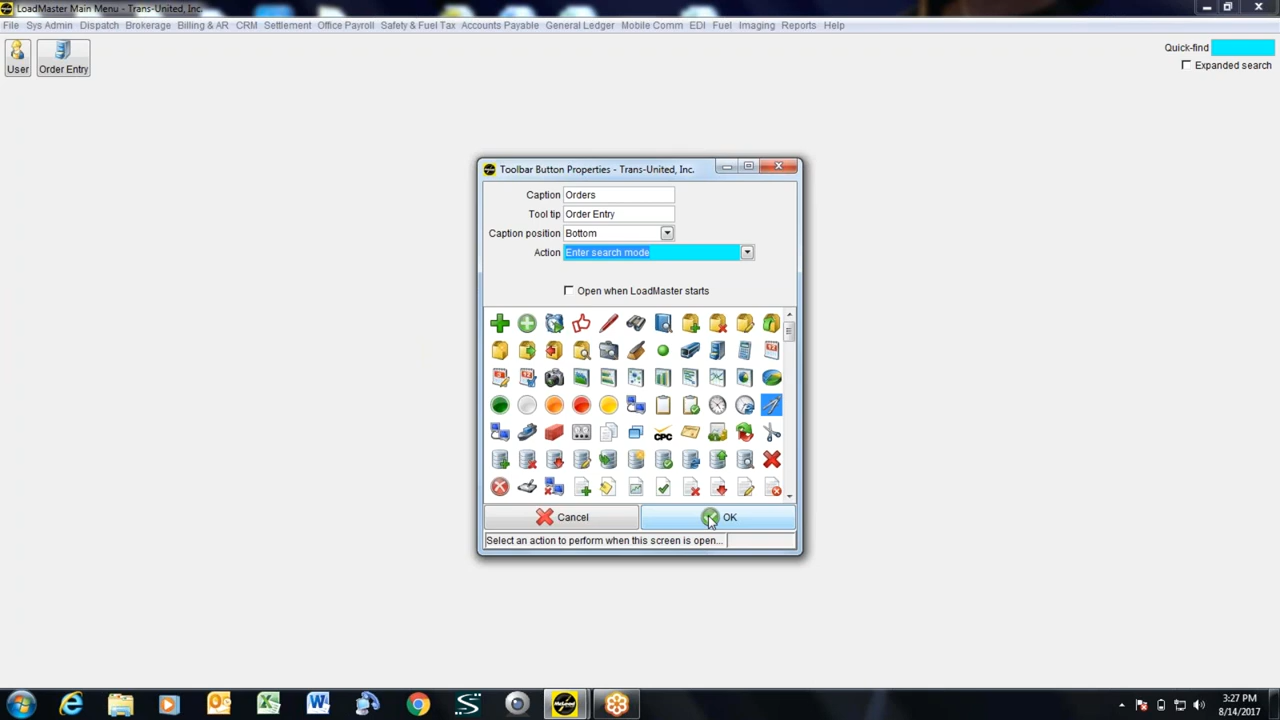 LoadMaster Main Menu - Trans-United, Inc.
File Sys Admin Dispatch Brokerage Billing & AR CRM Settlement Office Payroll Safety & Fuel Tax Accounts Payable General Ledger Mobile Comm EDI Fuel Imaging Reports Help
User Order Entry
Quick-find
Expanded search
Toolbar Button Properties - Trans-United, Inc.
Caption Orders
Tool tip Order Entry
Caption position Bottom
Action Enter search mode
Open when LoadMaster starts
CPC
Cancel OK
Select an action to perform when this screen is open...
3:27 PM
8/14/2017